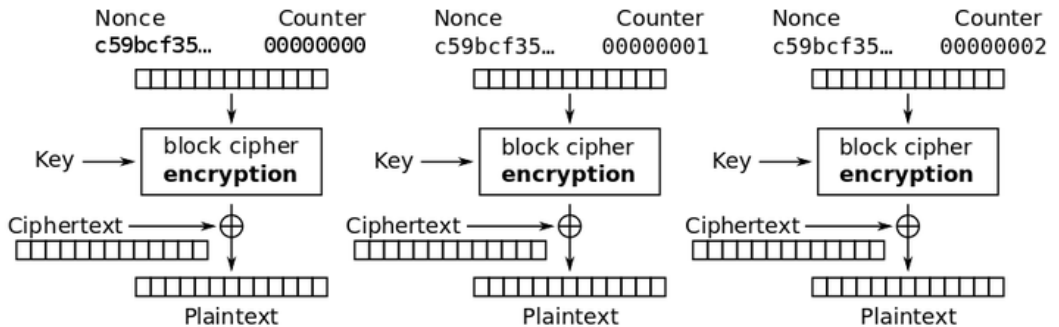 Nonce Counter Nonce Counter Nonce Counter
c59bcf35… 00000000 c59bcf35… 00000001 c59bcf35… 00000002
block cipher block cipher block cipher
Key encryption Key encryption Key encryption
Ciphertext Ciphertext Ciphertext
Plaintext Plaintext Plaintext